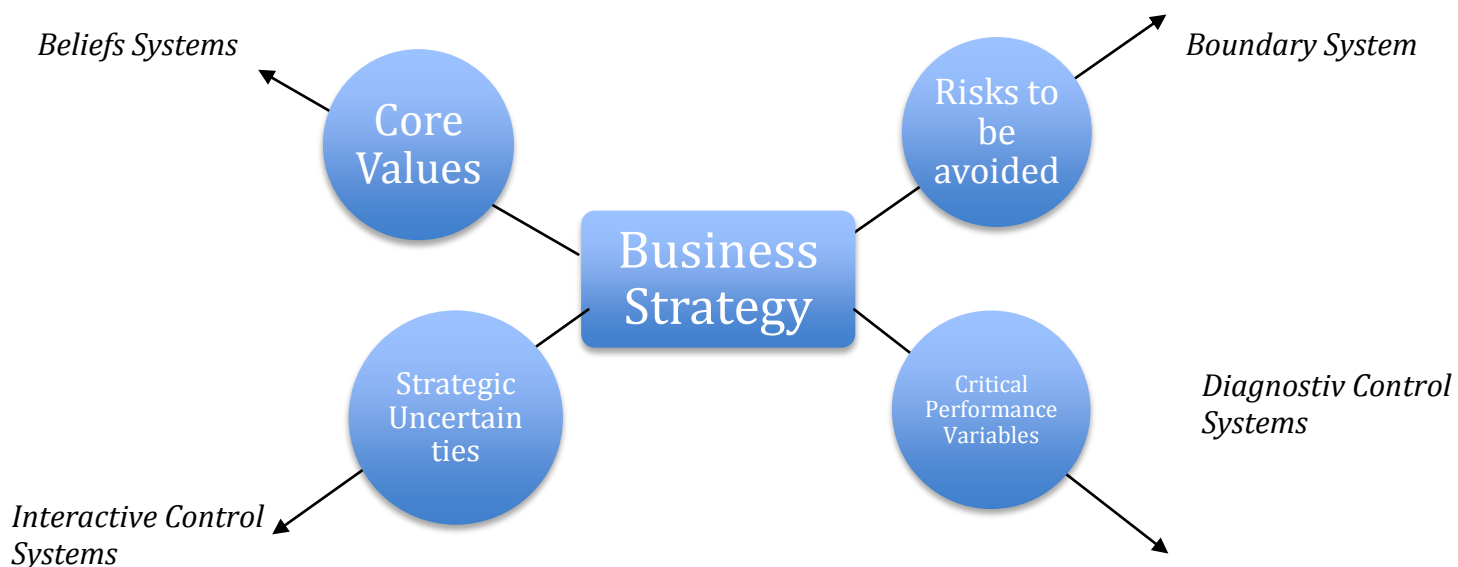 Beliefs Systems
Boundary System
Core
Values
Risks to
be
avoided
Business
Strategy
Strategic
Uncertain
ties
Critical
Performance
Variables
Diagnostiv Control
Systems
Interactive Control
Systems